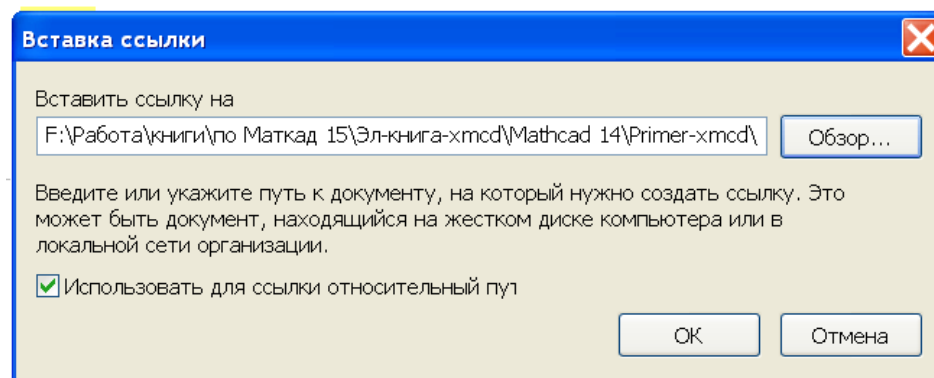 Вставка ссылки
Вставить ссылку на
F:\Работа\книги\по Маткад 15\Эл-книга-xmcd\Mathcad 14\Primer-xmcd\
Обзор...
Введите или укажите путь к документу, на который нужно создать ссылку. Это
может быть документ, находящийся на жестком диске компьютера или в
локальной сети организации.
Использовать для ссылки относительный пут
ОК
Отмена